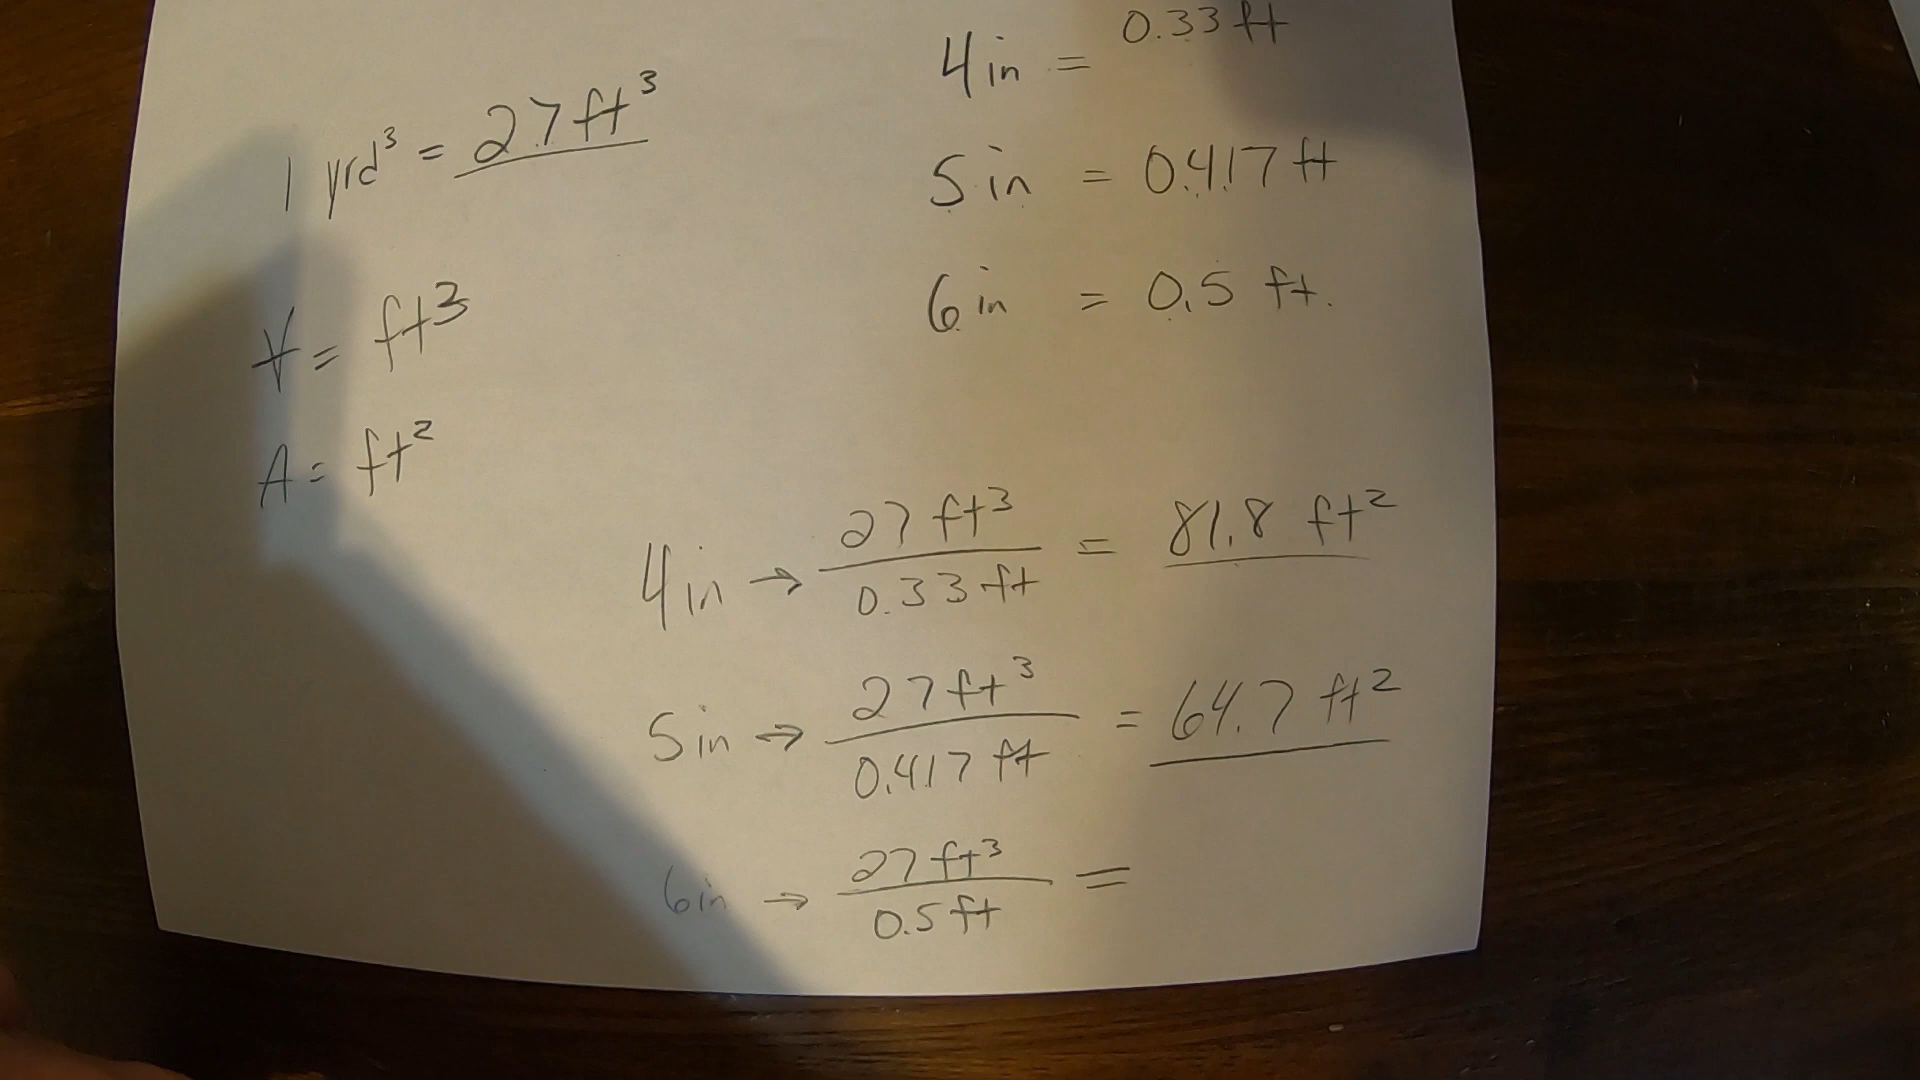 1 yrd³ = 27 ft³
V = ft³
A = ft²
4 in = 0.33 ft
5 in = 0.417 ft
6 in = 0.5 ft.
4 in → 27 ft³ / 0.33 ft = 81.8 ft²
5 in → 27 ft³ / 0.417 ft = 64.7 ft²
6 in → 27 ft³ / 0.5 ft =